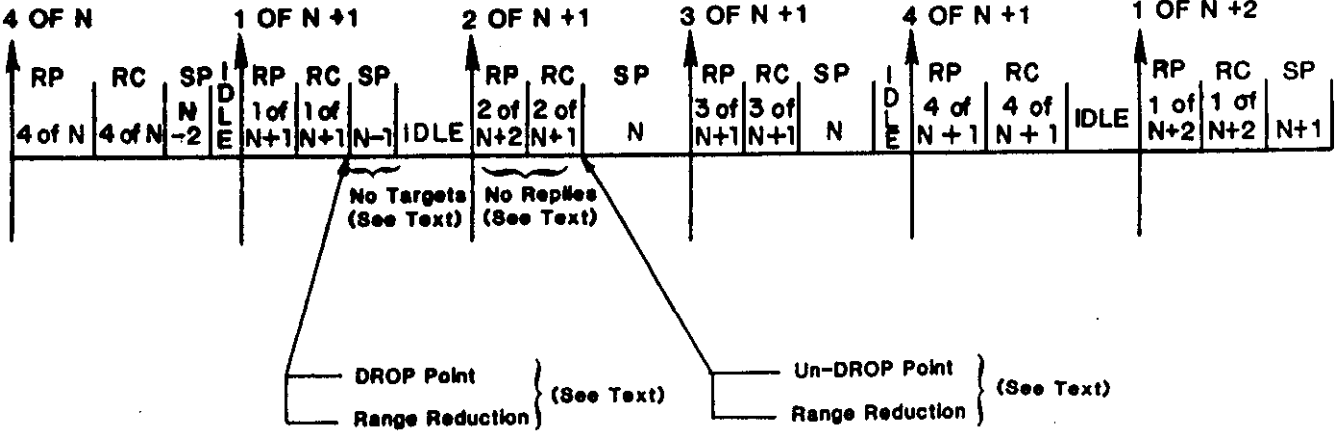 4 OF N 1 OF N +1 2 OF N +1 3 OF N +1 4 OF N +1 1 OF N +2
RP RC SP IDLE RP RC SP RP RC SP RP RC SP IDLE RP RC RP RC SP
4 of N 4 of N N -2 1 of N+1 1 of N+1 N-1 IDLE 2 of N+2 2 of N+1 N 3 of N+1 3 of N+1 N 4 of N + 1 4 of N + 1 IDLE 1 of N+2 1 of N+2 N+1
No Targets No Replies
(See Text) (See Text)
DROP Point Un-DROP Point
(See Text) (See Text)
Range Reduction Range Reduction